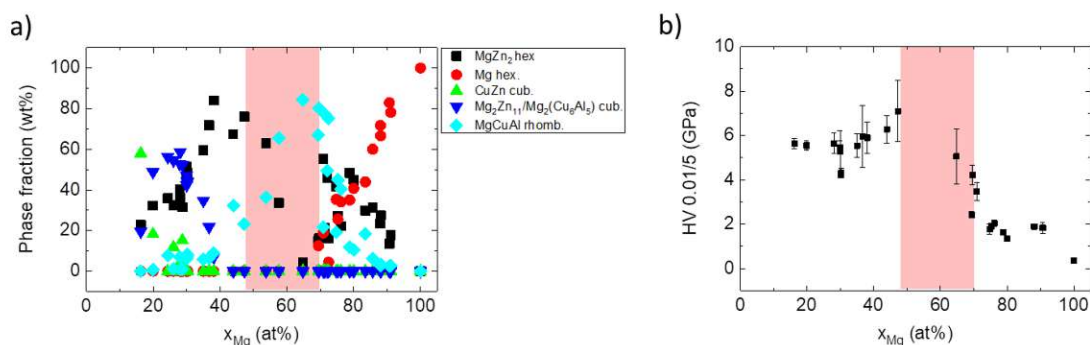 a)
Phase fraction (wt%)
100
80
60
40
20
0
0 20 40 60 80 100
x_Mg (at%)
MgZn₂ hex
Mg hex.
CuZn cub.
Mg₂Zn₁₁/Mg₂(Cu₆Al₅) cub.
MgCuAl rhomb.
b)
HV 0.01/5 (GPa)
10
8
6
4
2
0
0 20 40 60 80 100
x_Mg (at%)